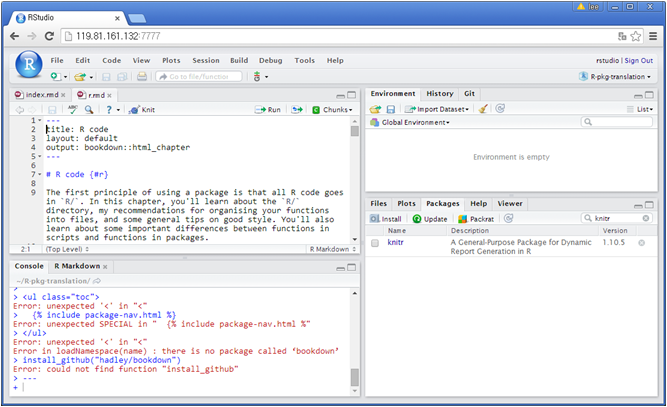 lee
RStudio
119.81.161.132:7777
File Edit Code View Plots Session Build Debug Tools Help
rstudio | Sign Out
Go to file/function
R-pkg-translation
index.md r.md
Knit Run Chunks
1 ---
2 title: R code
3 layout: default
4 output: bookdown::html_chapter
5 ---
6
7 # R code {#r}
8
9 The first principle of using a package is that all R code goes
in `R/`. In this chapter, you'll learn about the `R/`
directory, my recommendations for organising your functions
into files, and some general tips on good style. You'll also
learn about some important differences between functions in
scripts and functions in packages.
2:1 (Top Level) R Markdown
Console R Markdown
~/R-pkg-translation/
>
> <ul class="toc">
Error: unexpected '<' in "<"
> {% include package-nav.html %}
Error: unexpected SPECIAL in " {% include package-nav.html %"
> </ul>
Error: unexpected '<' in "<"
Error in loadNamespace(name) : there is no package called ‘bookdown’
> install_github("hadley/bookdown")
Error: could not find function "install_github"
> ---
+
Environment History Git
Import Dataset List
Global Environment
Environment is empty
Files Plots Packages Help Viewer
Install Update Packrat knitr
Name Description Version
knitr A General-Purpose Package for Dynamic Report Generation in R 1.10.5